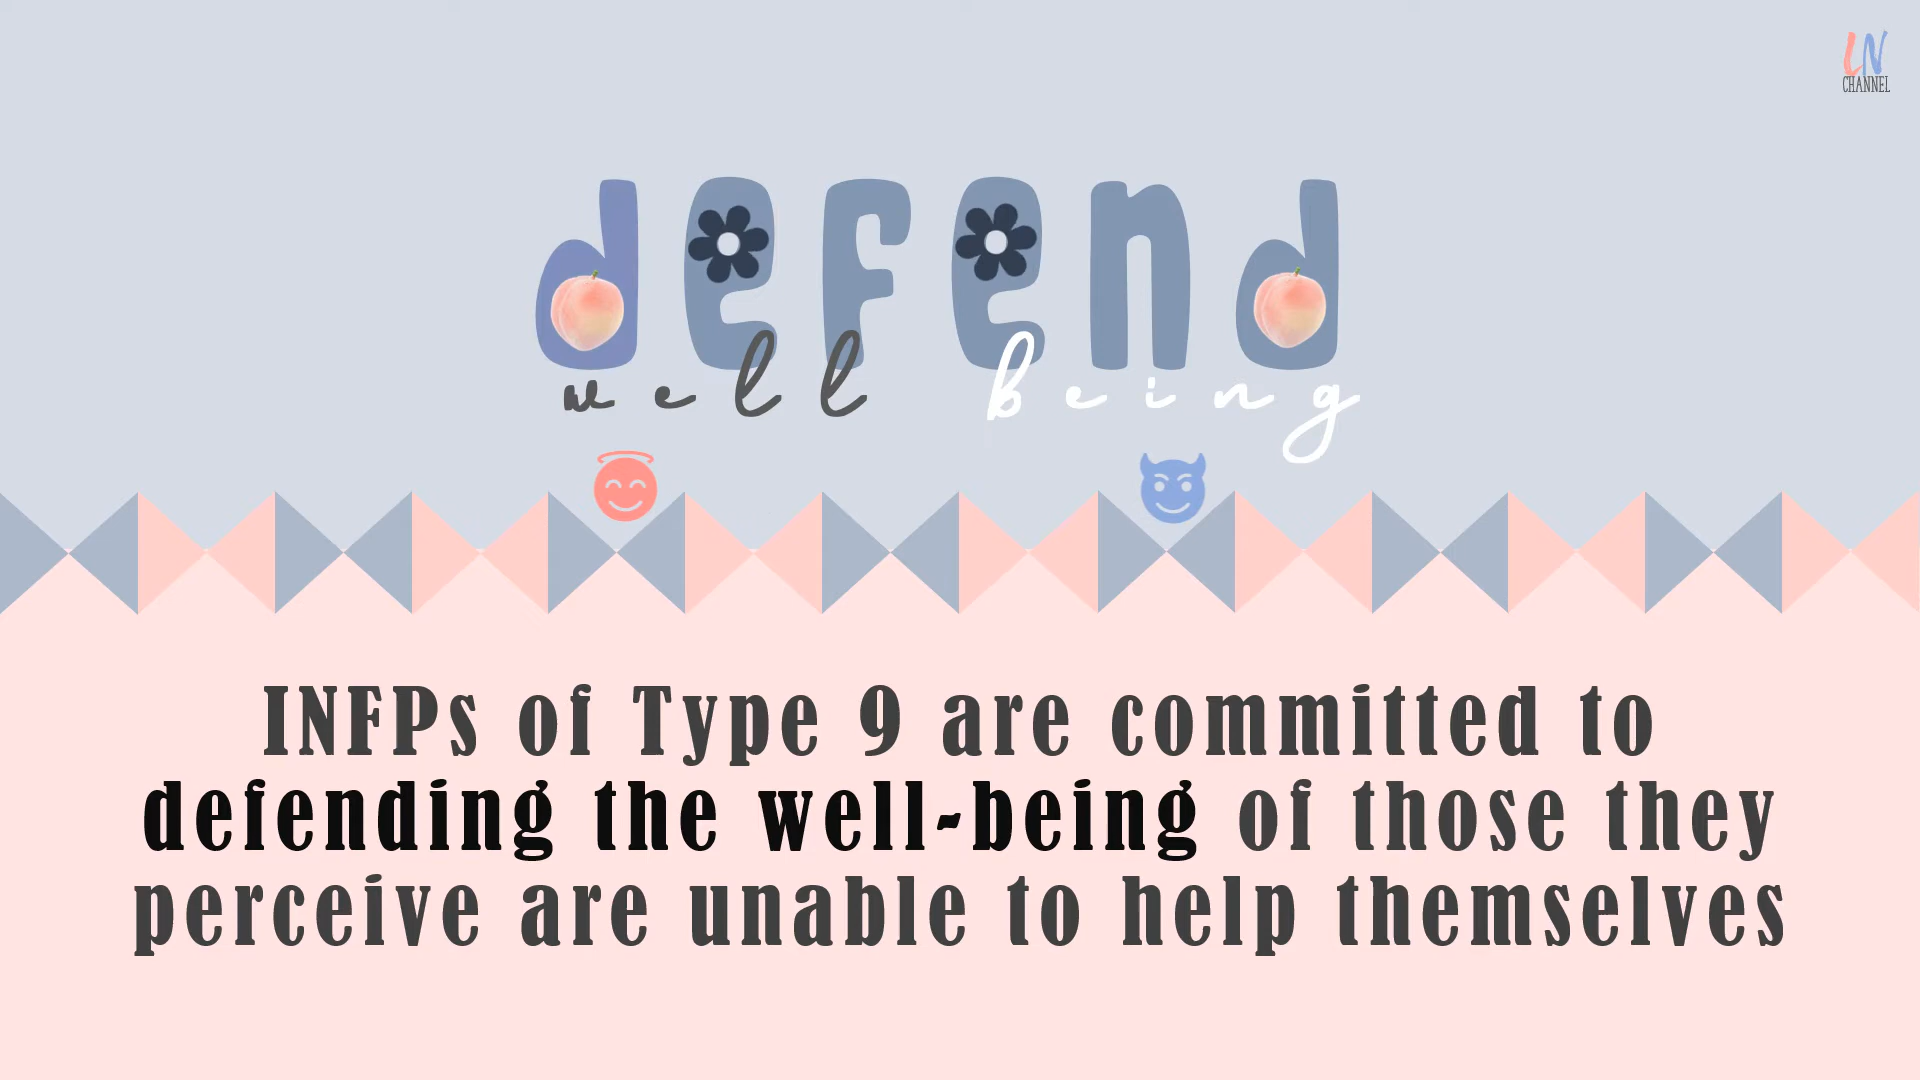 LN
CHANNEL
defend
well being
INFPs of Type 9 are committed to
defending the well-being of those they
perceive are unable to help themselves